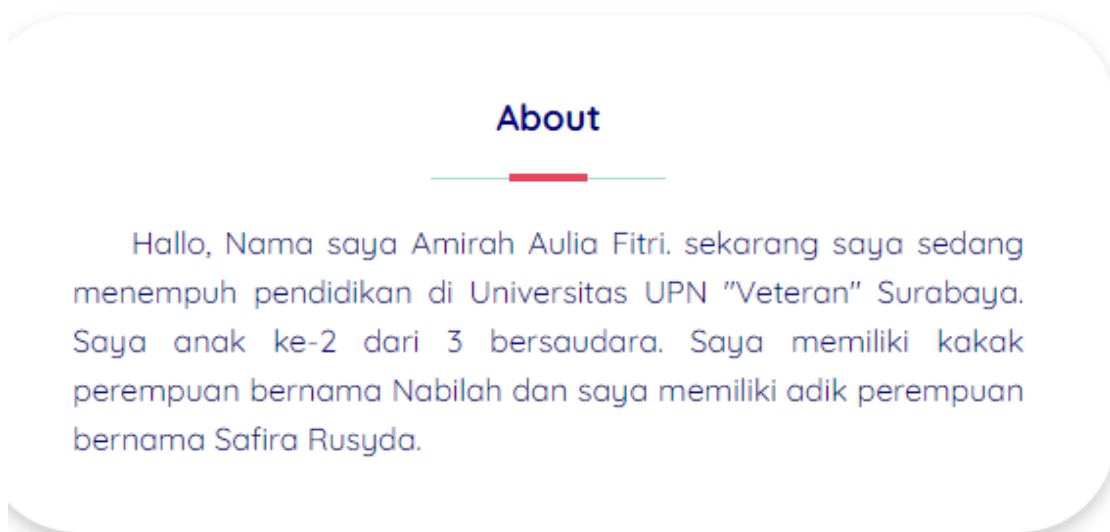 About
Hallo, Nama saya Amirah Aulia Fitri. sekarang saya sedang
menempuh pendidikan di Universitas UPN "Veteran" Surabaya.
Saya anak ke-2 dari 3 bersaudara. Saya memiliki kakak
perempuan bernama Nabilah dan saya memiliki adik perempuan
bernama Safira Rusyda.